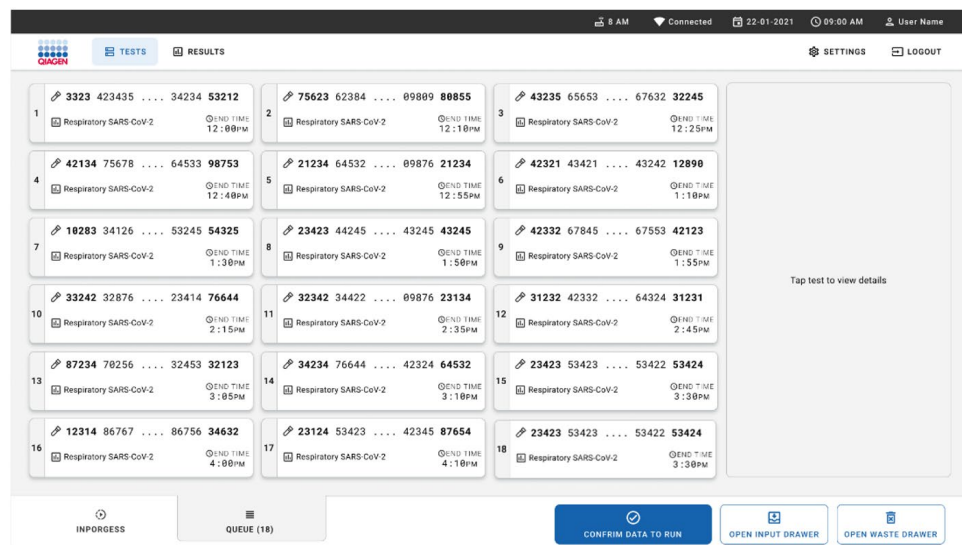 8 AM Connected 22-01-2021 09:00 AM User Name
QIAGEN TESTS RESULTS SETTINGS LOGOUT
1 3323 423435 .... 34234 53212
Respiratory SARS-CoV-2 END TIME 12:00PM
2 75623 62384 .... 09809 80855
Respiratory SARS-CoV-2 END TIME 12:10PM
3 43235 65653 .... 67632 32245
Respiratory SARS-CoV-2 END TIME 12:25PM
4 42134 75678 .... 64533 98753
Respiratory SARS-CoV-2 END TIME 12:40PM
5 21234 64532 .... 09876 21234
Respiratory SARS-CoV-2 END TIME 12:55PM
6 42321 43421 .... 43242 12890
Respiratory SARS-CoV-2 END TIME 1:10PM
7 10283 34126 .... 53245 54325
Respiratory SARS-CoV-2 END TIME 1:30PM
8 23423 44245 .... 43245 43245
Respiratory SARS-CoV-2 END TIME 1:50PM
9 42332 67845 .... 67553 42123
Respiratory SARS-CoV-2 END TIME 1:55PM
10 33242 32876 .... 23414 76644
Respiratory SARS-CoV-2 END TIME 2:15PM
11 32342 34422 .... 09876 23134
Respiratory SARS-CoV-2 END TIME 2:35PM
12 31232 42332 .... 64324 31231
Respiratory SARS-CoV-2 END TIME 2:45PM
13 87234 70256 .... 32453 32123
Respiratory SARS-CoV-2 END TIME 3:05PM
14 34234 76644 .... 42324 64532
Respiratory SARS-CoV-2 END TIME 3:10PM
15 23423 53423 .... 53422 53424
Respiratory SARS-CoV-2 END TIME 3:30PM
16 12314 86767 .... 86756 34632
Respiratory SARS-CoV-2 END TIME 4:00PM
17 23124 53423 .... 42345 87654
Respiratory SARS-CoV-2 END TIME 4:10PM
18 23423 53423 .... 53422 53424
Respiratory SARS-CoV-2 END TIME 3:30PM
Tap test to view details
INPORGESS QUEUE (18) CONFRIM DATA TO RUN OPEN INPUT DRAWER OPEN WASTE DRAWER